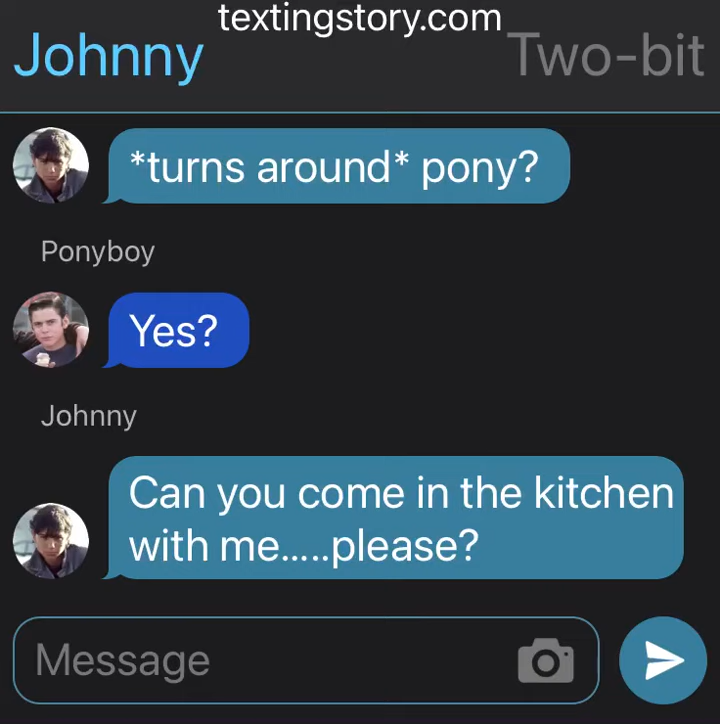 textingstory.com
Johnny Two-bit
*turns around* pony?
Ponyboy
Yes?
Johnny
Can you come in the kitchen
with me.....please?
Message